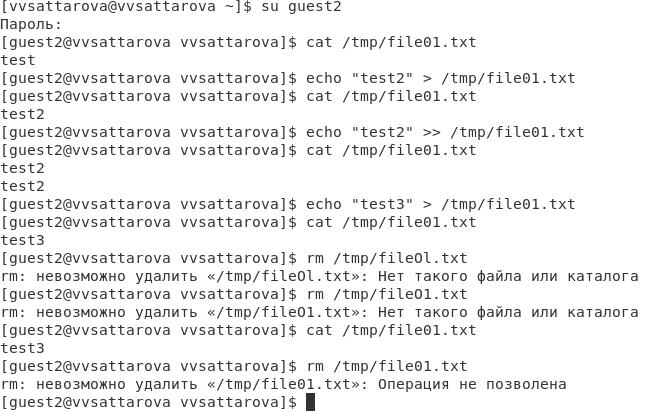 [vvsattarova@vvsattarova ~]$ su guest2
Пароль:
[guest2@vvsattarova vvsattarova]$ cat /tmp/file01.txt
test
[guest2@vvsattarova vvsattarova]$ echo "test2" > /tmp/file01.txt
[guest2@vvsattarova vvsattarova]$ cat /tmp/file01.txt
test2
[guest2@vvsattarova vvsattarova]$ echo "test2" >> /tmp/file01.txt
[guest2@vvsattarova vvsattarova]$ cat /tmp/file01.txt
test2
test2
[guest2@vvsattarova vvsattarova]$ echo "test3" > /tmp/file01.txt
[guest2@vvsattarova vvsattarova]$ cat /tmp/file01.txt
test3
[guest2@vvsattarova vvsattarova]$ rm /tmp/fileOl.txt
rm: невозможно удалить «/tmp/fileOl.txt»: Нет такого файла или каталога
[guest2@vvsattarova vvsattarova]$ rm /tmp/fileO1.txt
rm: невозможно удалить «/tmp/fileO1.txt»: Нет такого файла или каталога
[guest2@vvsattarova vvsattarova]$ cat /tmp/file01.txt
test3
[guest2@vvsattarova vvsattarova]$ rm /tmp/file01.txt
rm: невозможно удалить «/tmp/file01.txt»: Операция не позволена
[guest2@vvsattarova vvsattarova]$